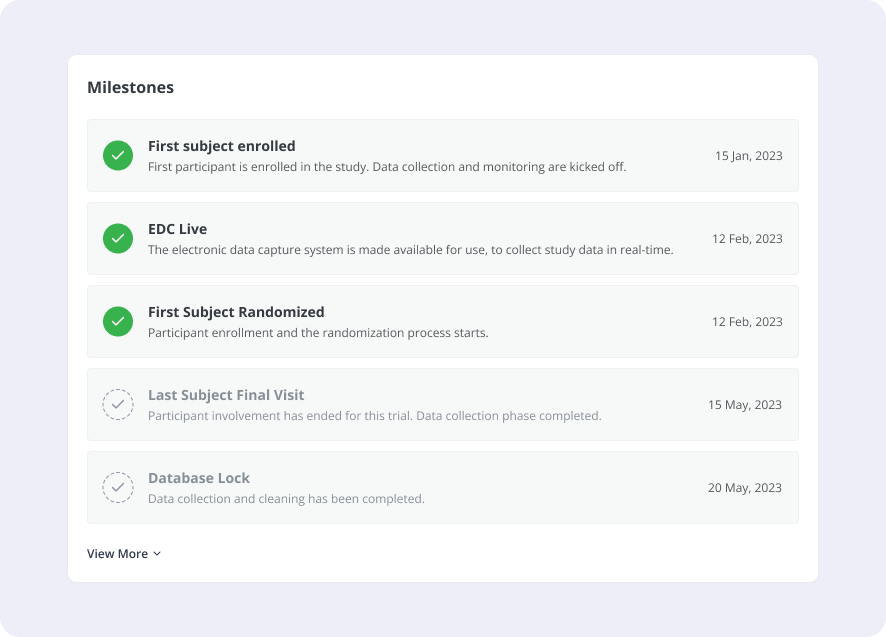 Milestones
First subject enrolled
First participant is enrolled in the study. Data collection and monitoring are kicked off.
15 Jan, 2023
EDC Live
The electronic data capture system is made available for use, to collect study data in real-time.
12 Feb, 2023
First Subject Randomized
Participant enrollment and the randomization process starts.
12 Feb, 2023
Last Subject Final Visit
Participant involvement has ended for this trial. Data collection phase completed.
15 May, 2023
Database Lock
Data collection and cleaning has been completed.
20 May, 2023
View More